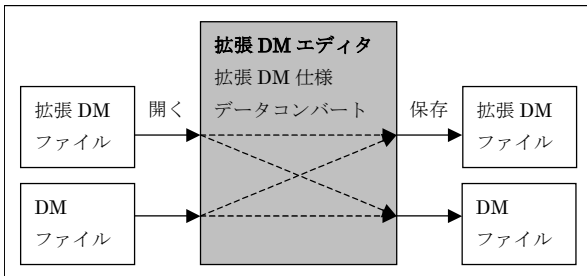 拡張 DM エディタ
拡張 DM 仕様
データコンバート
拡張 DM
ファイル
開く
保存
拡張 DM
ファイル
DM
ファイル
DM
ファイル